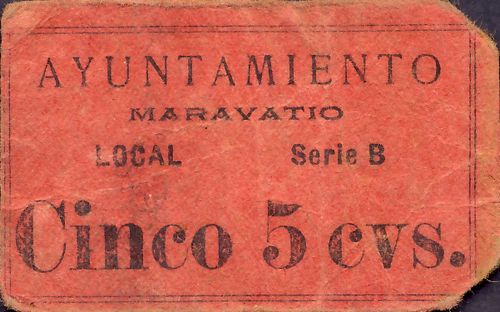 AYUNTAMIENTO
MARAVATIO
LOCAL Serie B
Cinco 5 cvs.